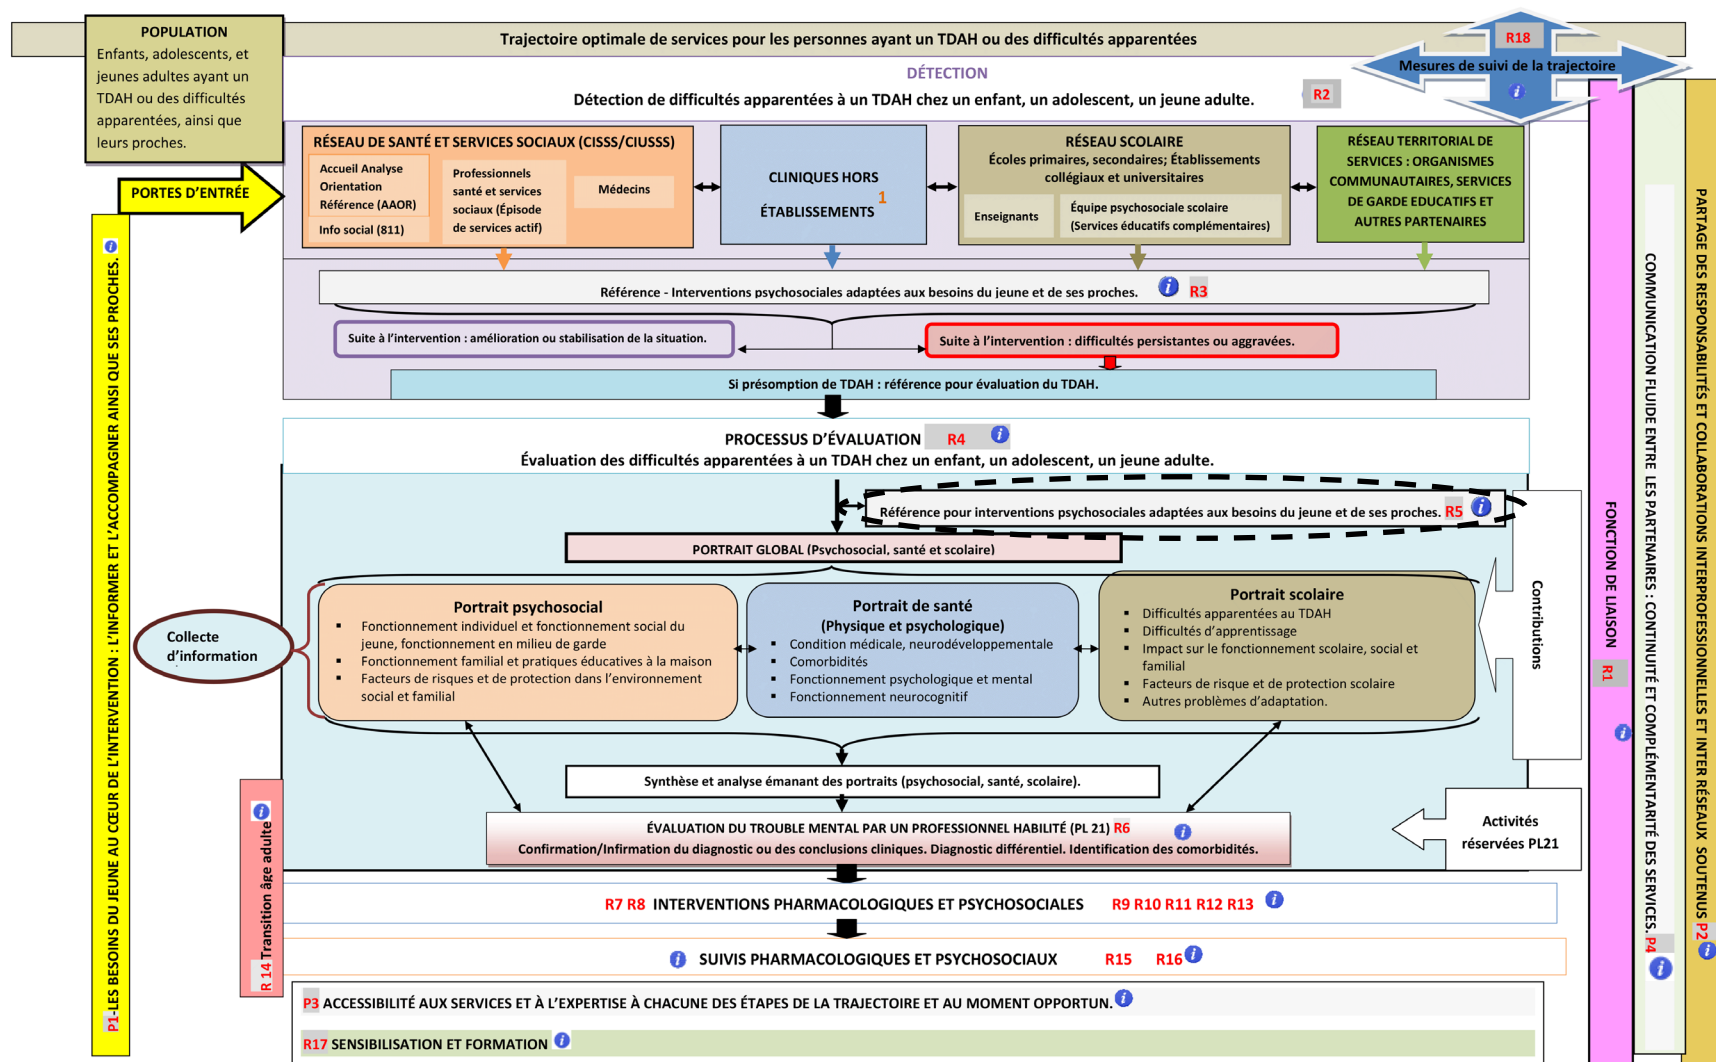 POPULATION
Enfants, adolescents, et
jeunes adultes ayant un
TDAH ou des difficultés
apparentées, ainsi que
leurs proches.
Trajectoire optimale de services pour les personnes ayant un TDAH ou des difficultés apparentées
R18
Mesures de suivi de la trajectoire
DÉTECTION
Détection de difficultés apparentées à un TDAH chez un enfant, un adolescent, un jeune adulte.
R2
PORTES D'ENTRÉE
RÉSEAU DE SANTÉ ET SERVICES SOCIAUX (CISSS/CIUSSS)
Accueil Analyse
Orientation
Référence (AAOR)
Info social (811)
Professionnels
santé et services
sociaux (Épisode
de services actif)
Médecins
CLINIQUES HORS
ÉTABLISSEMENTS 1
RÉSEAU SCOLAIRE
Écoles primaires, secondaires; Établissements
collégiaux et universitaires
Enseignants
Équipe psychosociale scolaire
(Services éducatifs complémentaires)
RÉSEAU TERRITORIAL DE
SERVICES : ORGANISMES
COMMUNAUTAIRES, SERVICES
DE GARDE EDUCATIFS ET
AUTRES PARTENAIRES
Référence - Interventions psychosociales adaptées aux besoins du jeune et de ses proches. R3
Suite à l'intervention : amélioration ou stabilisation de la situation.
Suite à l'intervention : difficultés persistantes ou aggravées.
Si présomption de TDAH : référence pour évaluation du TDAH.
PROCESSUS D'ÉVALUATION R4
Évaluation des difficultés apparentées à un TDAH chez un enfant, un adolescent, un jeune adulte.
Référence pour interventions psychosociales adaptées aux besoins du jeune et de ses proches. R5
PORTRAIT GLOBAL (Psychosocial, santé et scolaire)
Collecte
d'information
Portrait psychosocial
▪ Fonctionnement individuel et fonctionnement social du
jeune, fonctionnement en milieu de garde
▪ Fonctionnement familial et pratiques éducatives à la maison
▪ Facteurs de risques et de protection dans l'environnement
social et familial
Portrait de santé
(Physique et psychologique)
▪ Condition médicale, neurodéveloppementale
▪ Comorbidités
▪ Fonctionnement psychologique et mental
▪ Fonctionnement neurocognitif
Portrait scolaire
▪ Difficultés apparentées au TDAH
▪ Difficultés d'apprentissage
▪ Impact sur le fonctionnement scolaire, social et
familial
▪ Facteurs de risque et de protection scolaire
▪ Autres problèmes d'adaptation.
Contributions
Synthèse et analyse émanant des portraits (psychosocial, santé, scolaire).
ÉVALUATION DU TROUBLE MENTAL PAR UN PROFESSIONNEL HABILITÉ (PL 21) R6
Confirmation/Infirmation du diagnostic ou des conclusions cliniques. Diagnostic différentiel. Identification des comorbidités.
Activités
réservées PL21
R7 R8 INTERVENTIONS PHARMACOLOGIQUES ET PSYCHOSOCIALES R9 R10 R11 R12 R13
SUIVIS PHARMACOLOGIQUES ET PSYCHOSOCIAUX R15 R16
P3 ACCESSIBILITÉ AUX SERVICES ET À L'EXPERTISE À CHACUNE DES ÉTAPES DE LA TRAJECTOIRE ET AU MOMENT OPPORTUN.
R17 SENSIBILISATION ET FORMATION
P1-LES BESOINS DU JEUNE AU CŒUR DE L'INTERVENTION : L'INFORMER ET L'ACCOMPAGNER AINSI QUE SES PROCHES.
R 14 Transition âge adulte
FONCTION DE LIAISON R1
COMMUNICATION FLUIDE ENTRE LES PARTENAIRES : CONTINUITÉ ET COMPLÉMENTARITÉ DES SERVICES. P4
PARTAGE DES RESPONSABILITÉS ET COLLABORATIONS INTERPROFESSIONNELLES ET INTER RÉSEAUX SOUTENUS P2